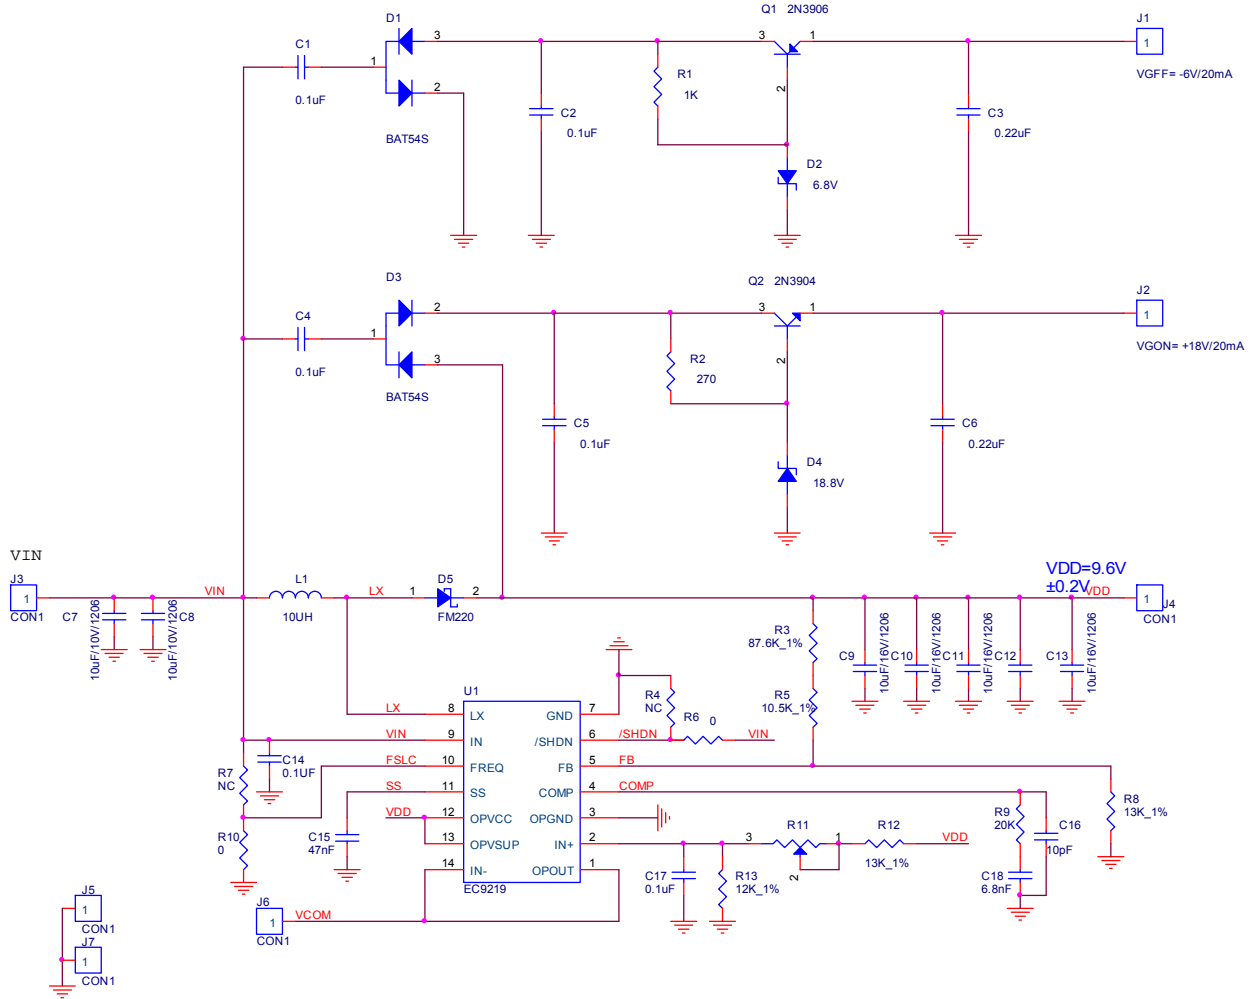 Q1 2N3906
D1
J1
3
3
1
1
C1
1
VGFF= -6V/20mA
R1
1K
2
0.1uF
2
C2
0.1uF
C3
0.22uF
BAT54S
D2
6.8V
D3
Q2 2N3904
J2
2
3
1
1
C4
1
VGON= +18V/20mA
3
R2
270
2
0.1uF
BAT54S
C5
0.1uF
C6
0.22uF
D4
18.8V
VIN
VDD=9.6V
±0.2V
J3
1
CON1
C7
10uF/10V/1206
C8
10uF/10V/1206
VIN
L1
10UH
LX
1
D5
2
FM220
VDD
1
J4
CON1
R3
87.6K_1%
R5
10.5K_1%
C9
10uF/16V/1206
C10
10uF/16V/1206
C11
10uF/16V/1206
C12
C13
10uF/16V/1206
U1
R4
NC
R6
0
LX
8
LX
GND
7
VIN
9
IN
/SHDN
6
/SHDN
VIN
C14
0.1UF
FSLC
10
FREQ
FB
5
FB
R7
NC
SS
11
SS
COMP
4
COMP
VDD
12
OPVCC
OPGND
3
R9
20K
C16
10pF
R8
13K_1%
R10
0
C15
47nF
13
OPVSUP
IN+
2
3
R11
1
R12
VDD
2
13K_1%
14
IN-
OPOUT
1
EC9219
C17
0.1uF
R13
12K_1%
C18
6.8nF
J6
1
CON1
VCOM
J5
1
CON1
J7
1
CON1